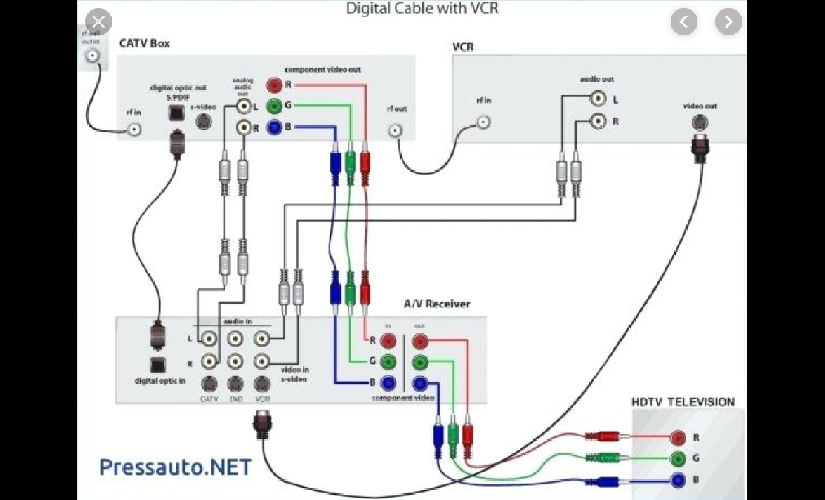 Digital Cable with VCR
rf wall
outlet
CATV Box
VCR
component video out
digital optic out
S/PDIF
analog
audio
out
s-video
R
L
G
R
B
rf in
rf out
rf in
audio out
L
R
video out
A/V Receiver
audio in
in
out
L
R
R
G
B
video in
s-video
digital optic in
CATV
DVD
VCR
component video
HDTV TELEVISION
R
G
B
Pressauto.NET